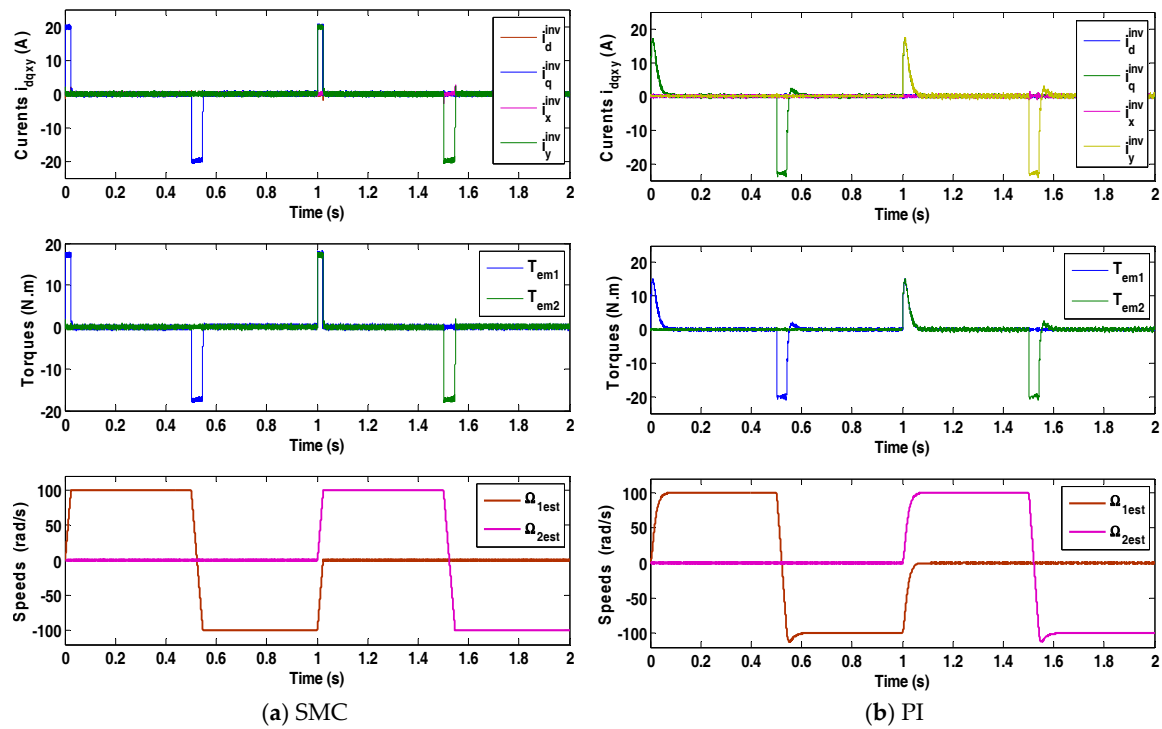 Curents i_dqxy^inv (A)
20
10
0
-10
-20
i_d^inv
i_q^inv
i_x^inv
i_y^inv
0 0.2 0.4 0.6 0.8 1 1.2 1.4 1.6 1.8 2
Time (s)
Curents i_dqxy^inv (A)
20
10
0
-10
-20
i_d^inv
i_q^inv
i_x^inv
i_y^inv
0 0.2 0.4 0.6 0.8 1 1.2 1.4 1.6 1.8 2
Time (s)
Torques (N.m)
20
10
0
-10
-20
T_em1
T_em2
0 0.2 0.4 0.6 0.8 1 1.2 1.4 1.6 1.8 2
Time (s)
Torques (N.m)
20
10
0
-10
-20
T_em1
T_em2
0 0.2 0.4 0.6 0.8 1 1.2 1.4 1.6 1.8 2
Time (s)
Speeds (rad/s)
100
50
0
-50
-100
Ω_1est
Ω_2est
0 0.2 0.4 0.6 0.8 1 1.2 1.4 1.6 1.8 2
Time (s)
Speeds (rad/s)
100
50
0
-50
-100
Ω_1est
Ω_2est
0 0.2 0.4 0.6 0.8 1 1.2 1.4 1.6 1.8 2
Time (s)
(a) SMC
(b) PI